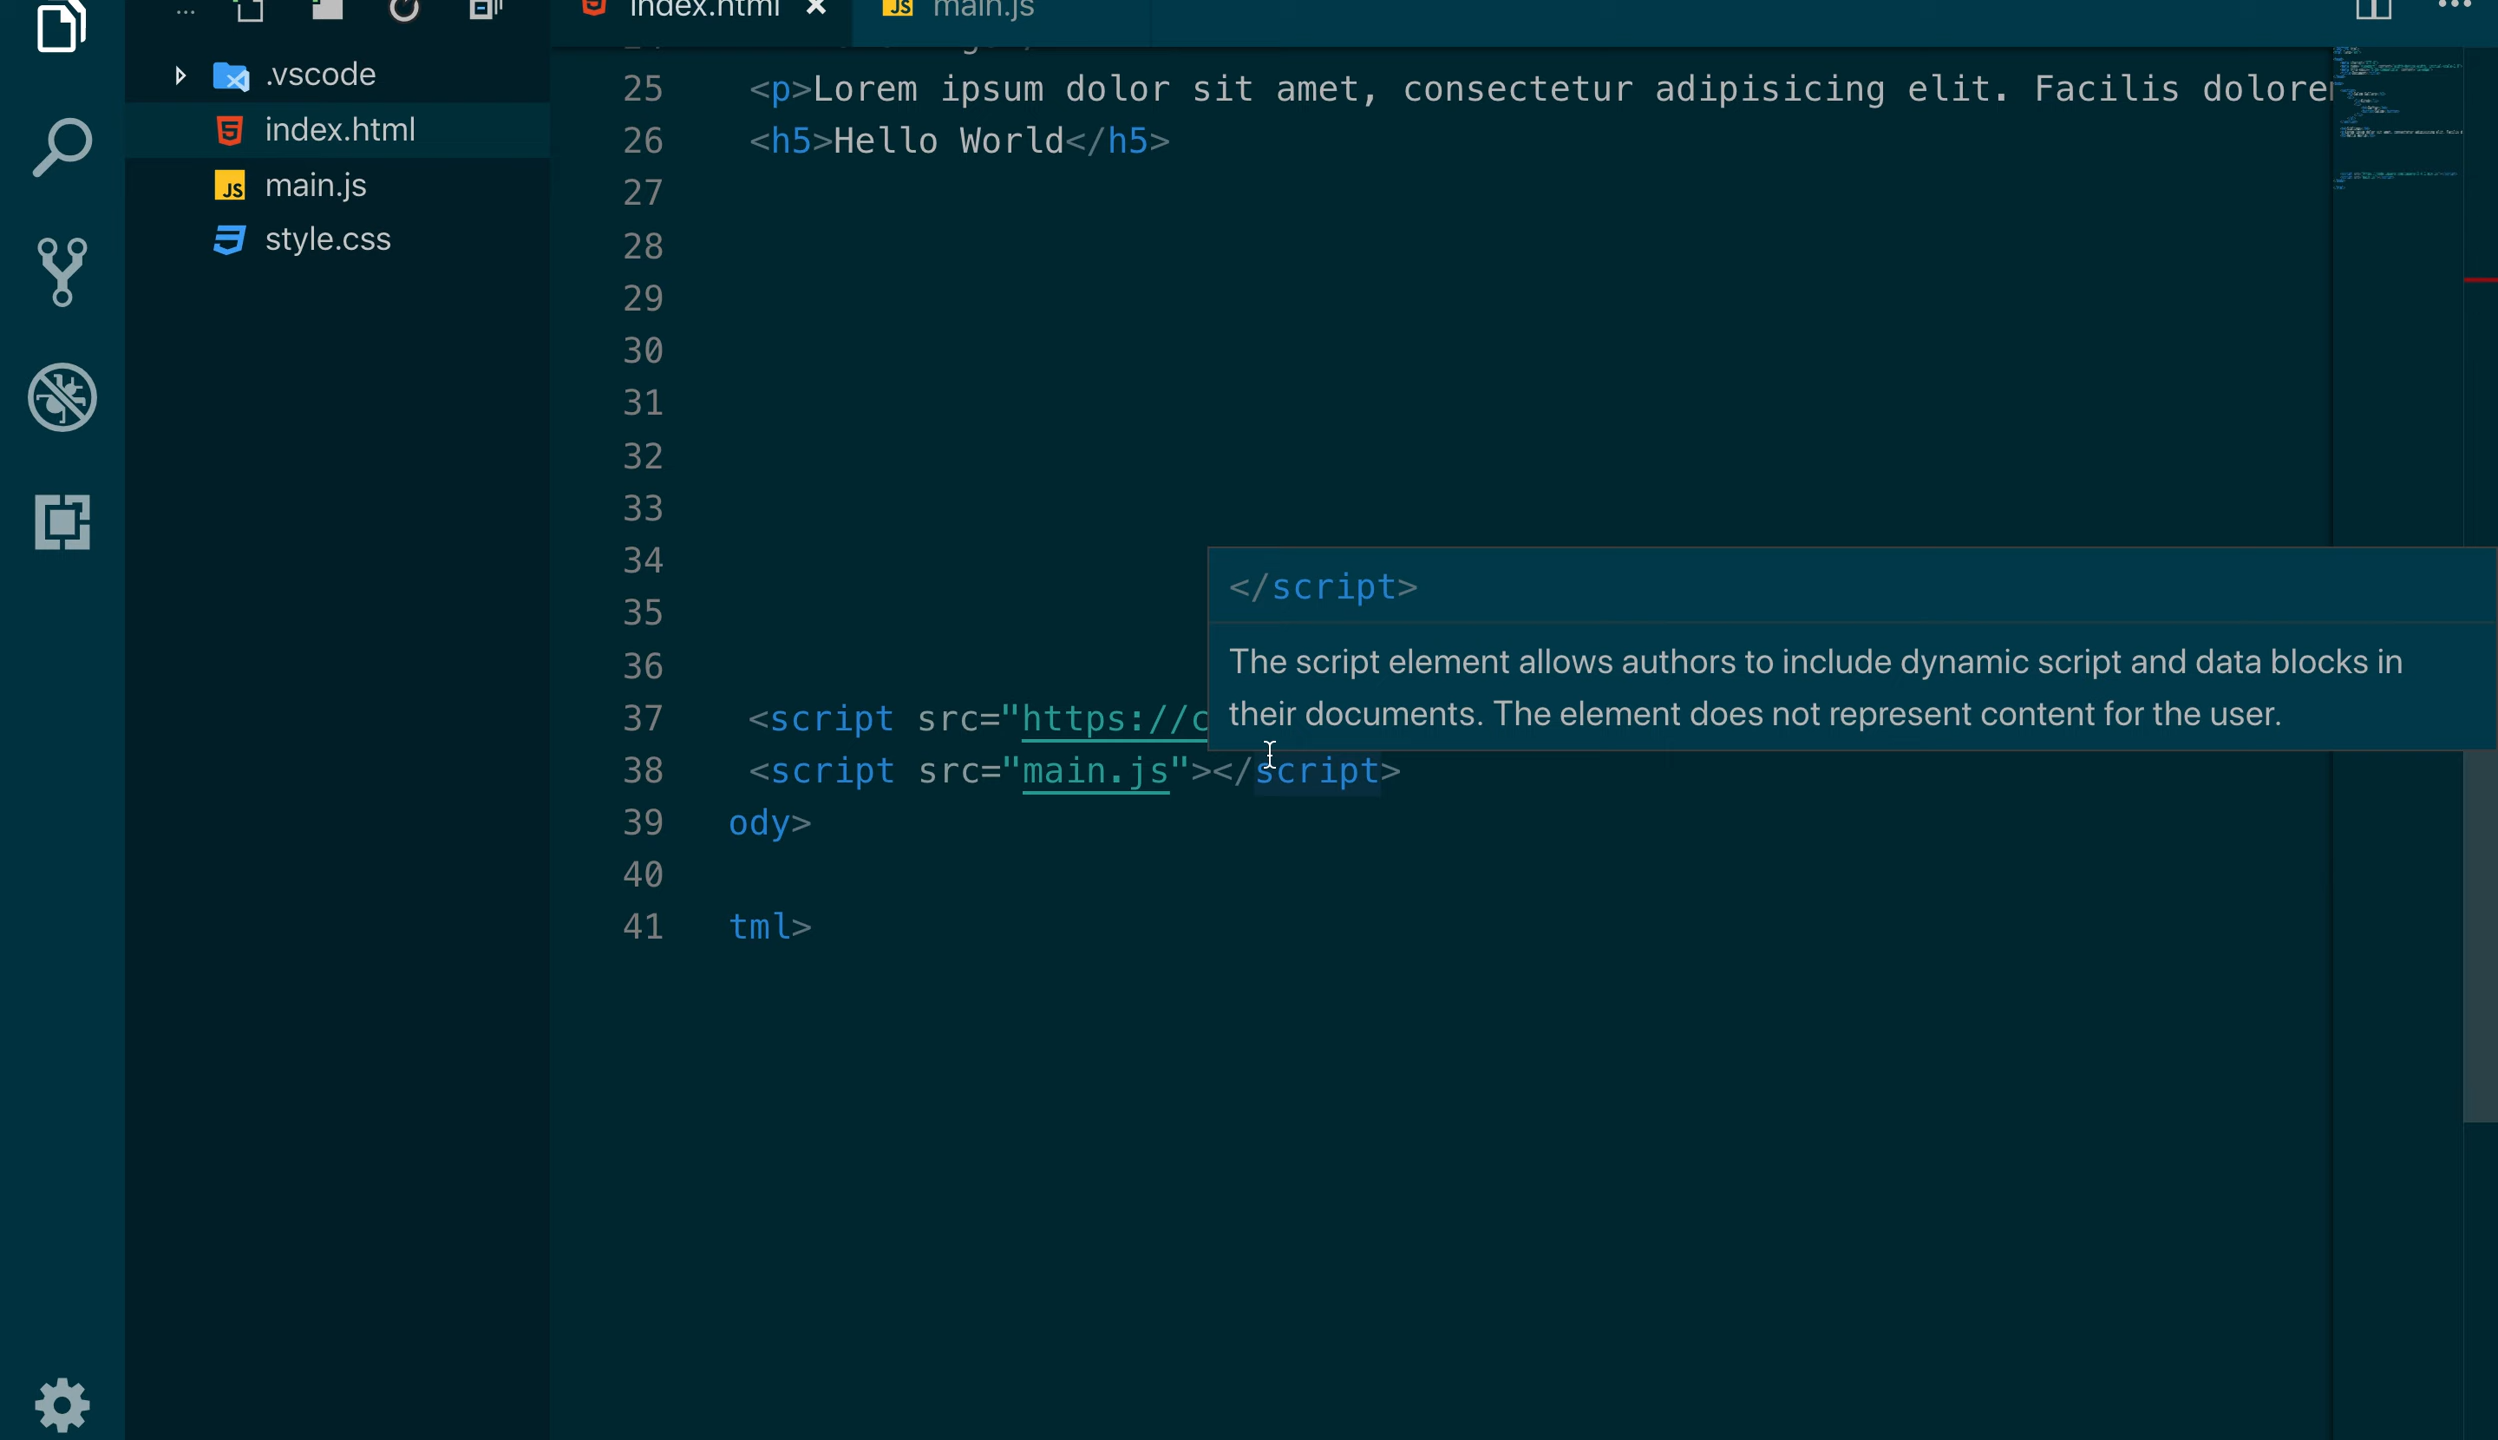 ...
index.html
main.js
.vscode
index.html
main.js
style.css
25 <p>Lorem ipsum dolor sit amet, consectetur adipisicing elit. Facilis dolore
26 <h5>Hello World</h5>
27
28
29
30
31
32
33
34
35
36
</script>
The script element allows authors to include dynamic script and data blocks in
their documents. The element does not represent content for the user.
37 <script src="https://c
38 <script src="main.js"></script>
39 ody>
40
41 tml>